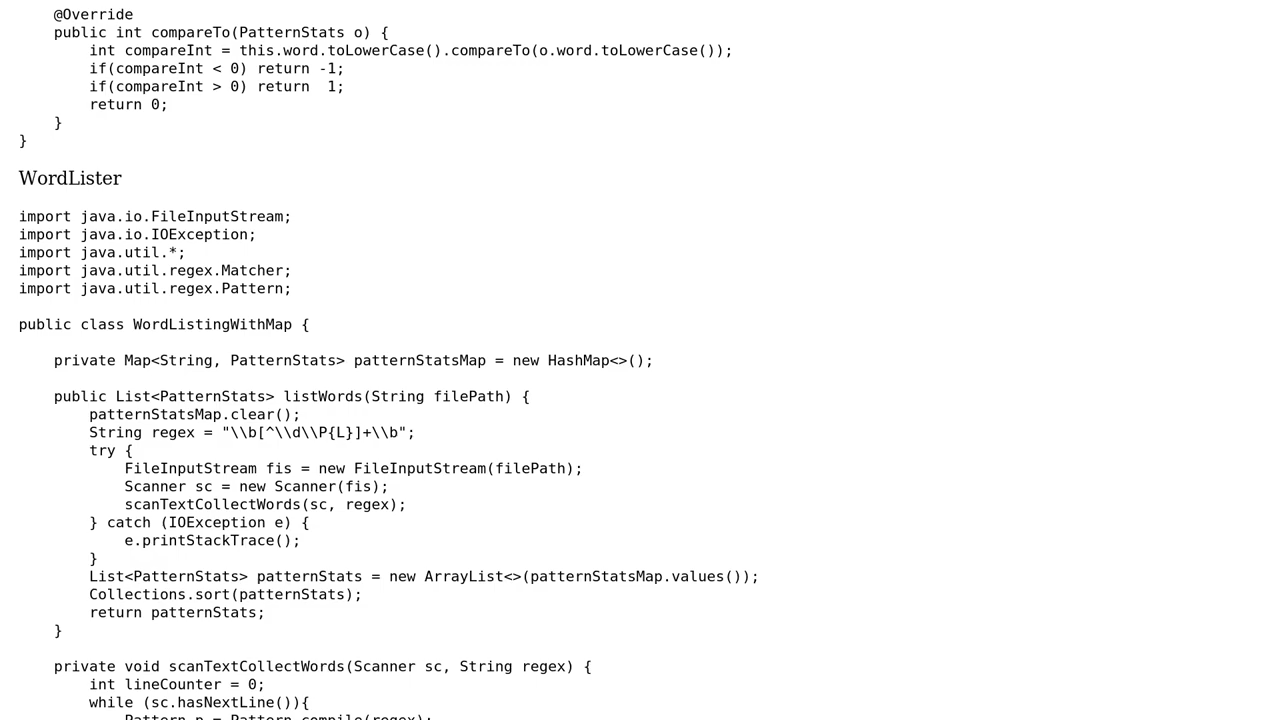 @Override
public int compareTo(PatternStats o) {
int compareInt = this.word.toLowerCase().compareTo(o.word.toLowerCase());
if(compareInt < 0) return -1;
if(compareInt > 0) return  1;
return 0;
}
}
WordLister
import java.io.FileInputStream;
import java.io.IOException;
import java.util.*;
import java.util.regex.Matcher;
import java.util.regex.Pattern;
public class WordListingWithMap {
private Map<String, PatternStats> patternStatsMap = new HashMap<>();
public List<PatternStats> listWords(String filePath) {
patternStatsMap.clear();
String regex = "\\b[^\\d\\P{L}]+\\b";
try {
FileInputStream fis = new FileInputStream(filePath);
Scanner sc = new Scanner(fis);
scanTextCollectWords(sc, regex);
} catch (IOException e) {
e.printStackTrace();
}
List<PatternStats> patternStats = new ArrayList<>(patternStatsMap.values());
Collections.sort(patternStats);
return patternStats;
}
private void scanTextCollectWords(Scanner sc, String regex) {
int lineCounter = 0;
while (sc.hasNextLine()){
Pattern p = Pattern.compile(regex);